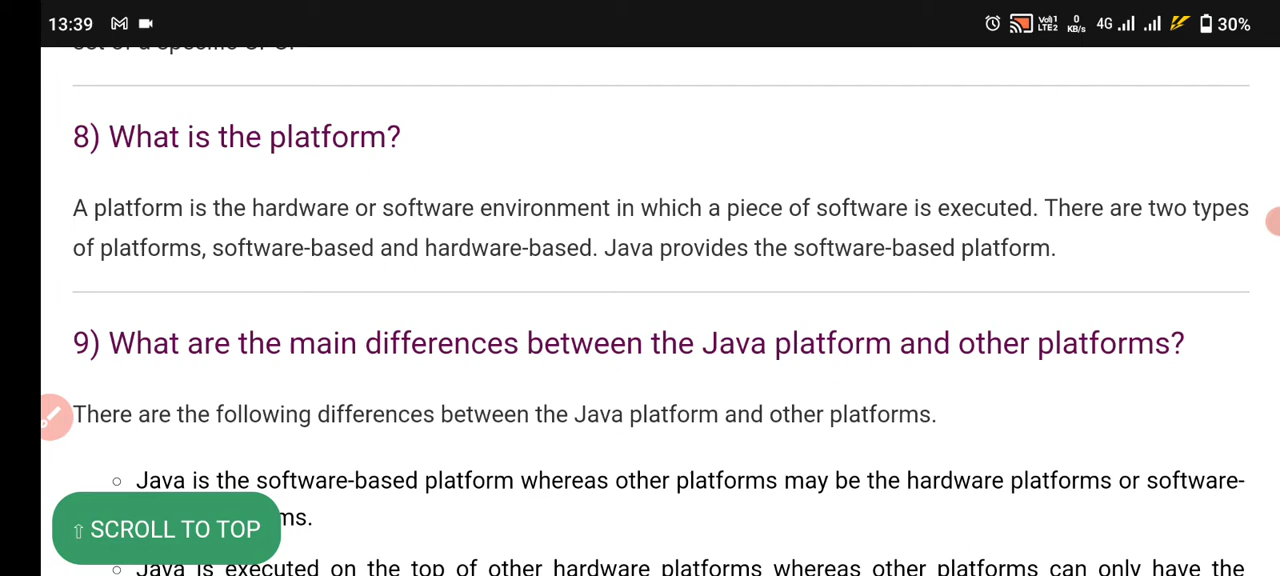 13:39
Vo))1 LTE2 0 KB/s 4G 30%
8) What is the platform?
A platform is the hardware or software environment in which a piece of software is executed. There are two types
of platforms, software-based and hardware-based. Java provides the software-based platform.
9) What are the main differences between the Java platform and other platforms?
There are the following differences between the Java platform and other platforms.
○ Java is the software-based platform whereas other platforms may be the hardware platforms or software-
ms.
⇧ SCROLL TO TOP
○ Java is executed on the top of other hardware platforms whereas other platforms can only have the